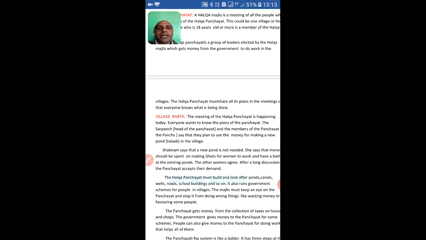 51% 13:13
HAYAT: A HALQA majlis is a meeting of all the people wh
of the Halqa Panchayat. This could be one village or fe
who is 18 years old or more is a member of the Halqa
panchayatis a group of leaders elected by the Halqa
majlis which gets money from the government to do work in the
villages. The Halqa Panchayat mustshare all its plans in the meetings s
that everyone knows what is being done.
VILLAGE RABTA: The meeting of the Halqa Panchayat is happening
today. Everyone wants to know the plans of the panchayat. The
Sarpanch [head of the panchayat] and the members of the Panchayat
the Panchs ] say that they plan to use the money for making a new
pond [talaab] in the village.
Shabnam says that a new pond is not needed. She says that mone
should be spent on making Ghats for women to wash and have a bath
at the existing ponds. The other women agree. After a long discussion
the Panchayat accepts their demand.
The Halqa Panchayat must build and look after ponds,canals,
wells, roads, school buildings and so on. It also runs government
schemes for people in villages. The majlis must keep an eye on the
Panchayat and stop it from doing wrong things like wasting money or
favouring some people.
The Panchayat gets money from the collection of taxes on houses
and shops. The government gives money to the Panchayat for some
schemes. People can also give money to the Panchayat for doing work
that helps all of them.
The Panchayati Raj system is like a ladder. It has three steps or t